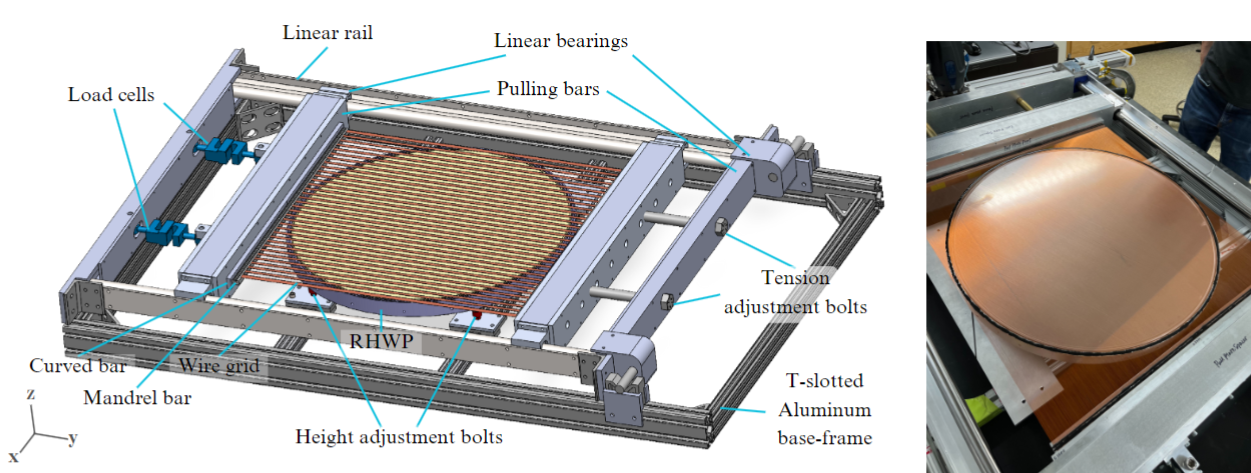 Linear rail
Linear bearings
Load cells
Pulling bars
Tension
adjustment bolts
RHWP
Curved bar
Wire grid
Mandrel bar
T-slotted
Aluminum
base-frame
Height adjustment bolts
z
y
x